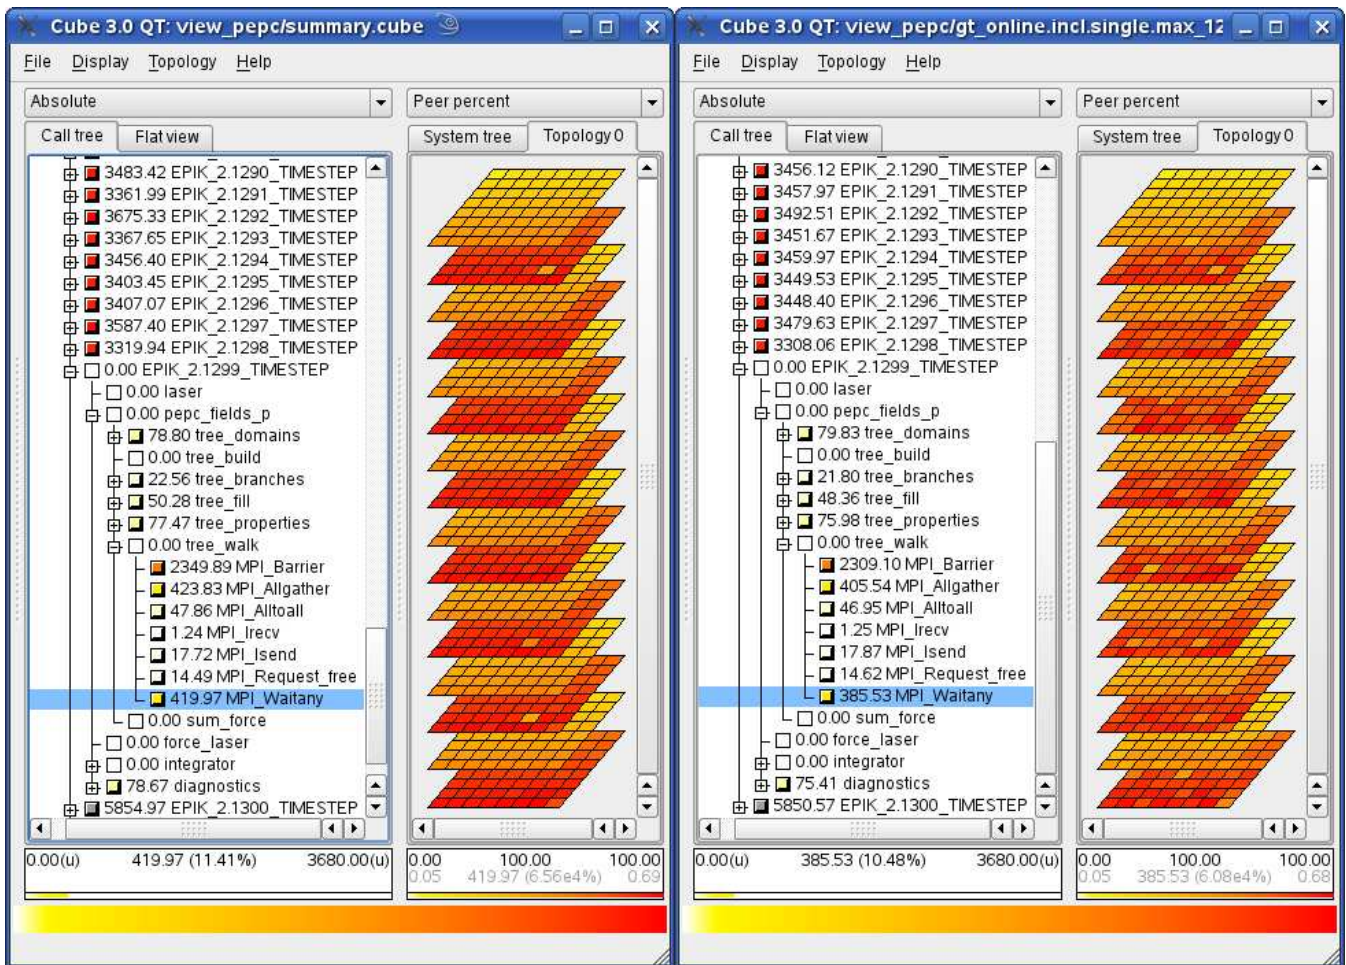 Cube 3.0 QT: view_pepc/summary.cube
File Display Topology Help
Absolute
Peer percent
Call tree
Flat view
System tree
Topology 0
3483.42 EPIK_2.1290_TIMESTEP
3361.99 EPIK_2.1291_TIMESTEP
3675.33 EPIK_2.1292_TIMESTEP
3367.65 EPIK_2.1293_TIMESTEP
3456.40 EPIK_2.1294_TIMESTEP
3403.45 EPIK_2.1295_TIMESTEP
3407.07 EPIK_2.1296_TIMESTEP
3587.40 EPIK_2.1297_TIMESTEP
3319.94 EPIK_2.1298_TIMESTEP
0.00 EPIK_2.1299_TIMESTEP
0.00 laser
0.00 pepc_fields_p
78.80 tree_domains
0.00 tree_build
22.56 tree_branches
50.28 tree_fill
77.47 tree_properties
0.00 tree_walk
2349.89 MPI_Barrier
423.83 MPI_Allgather
47.86 MPI_Alltoall
1.24 MPI_Irecv
17.72 MPI_Isend
14.49 MPI_Request_free
419.97 MPI_Waitany
0.00 sum_force
0.00 force_laser
0.00 integrator
78.67 diagnostics
5854.97 EPIK_2.1300_TIMESTEP
0.00(u) 419.97 (11.41%) 3680.00(u)
0.00 100.00 100.00
0.05 419.97 (6.56e4%) 0.69
Cube 3.0 QT: view_pepc/gt_online.incl.single.max_12
File Display Topology Help
Absolute
Peer percent
Call tree
Flat view
System tree
Topology 0
3456.12 EPIK_2.1290_TIMESTEP
3457.97 EPIK_2.1291_TIMESTEP
3492.51 EPIK_2.1292_TIMESTEP
3451.67 EPIK_2.1293_TIMESTEP
3459.97 EPIK_2.1294_TIMESTEP
3449.53 EPIK_2.1295_TIMESTEP
3448.40 EPIK_2.1296_TIMESTEP
3479.63 EPIK_2.1297_TIMESTEP
3308.06 EPIK_2.1298_TIMESTEP
0.00 EPIK_2.1299_TIMESTEP
0.00 laser
0.00 pepc_fields_p
79.83 tree_domains
0.00 tree_build
21.80 tree_branches
48.36 tree_fill
75.98 tree_properties
0.00 tree_walk
2309.10 MPI_Barrier
405.54 MPI_Allgather
46.95 MPI_Alltoall
1.25 MPI_Irecv
17.87 MPI_Isend
14.62 MPI_Request_free
385.53 MPI_Waitany
0.00 sum_force
0.00 force_laser
0.00 integrator
75.41 diagnostics
5850.57 EPIK_2.1300_TIMESTEP
0.00(u) 385.53 (10.48%) 3680.00(u)
0.00 100.00 100.00
0.05 385.53 (6.08e4%) 0.68